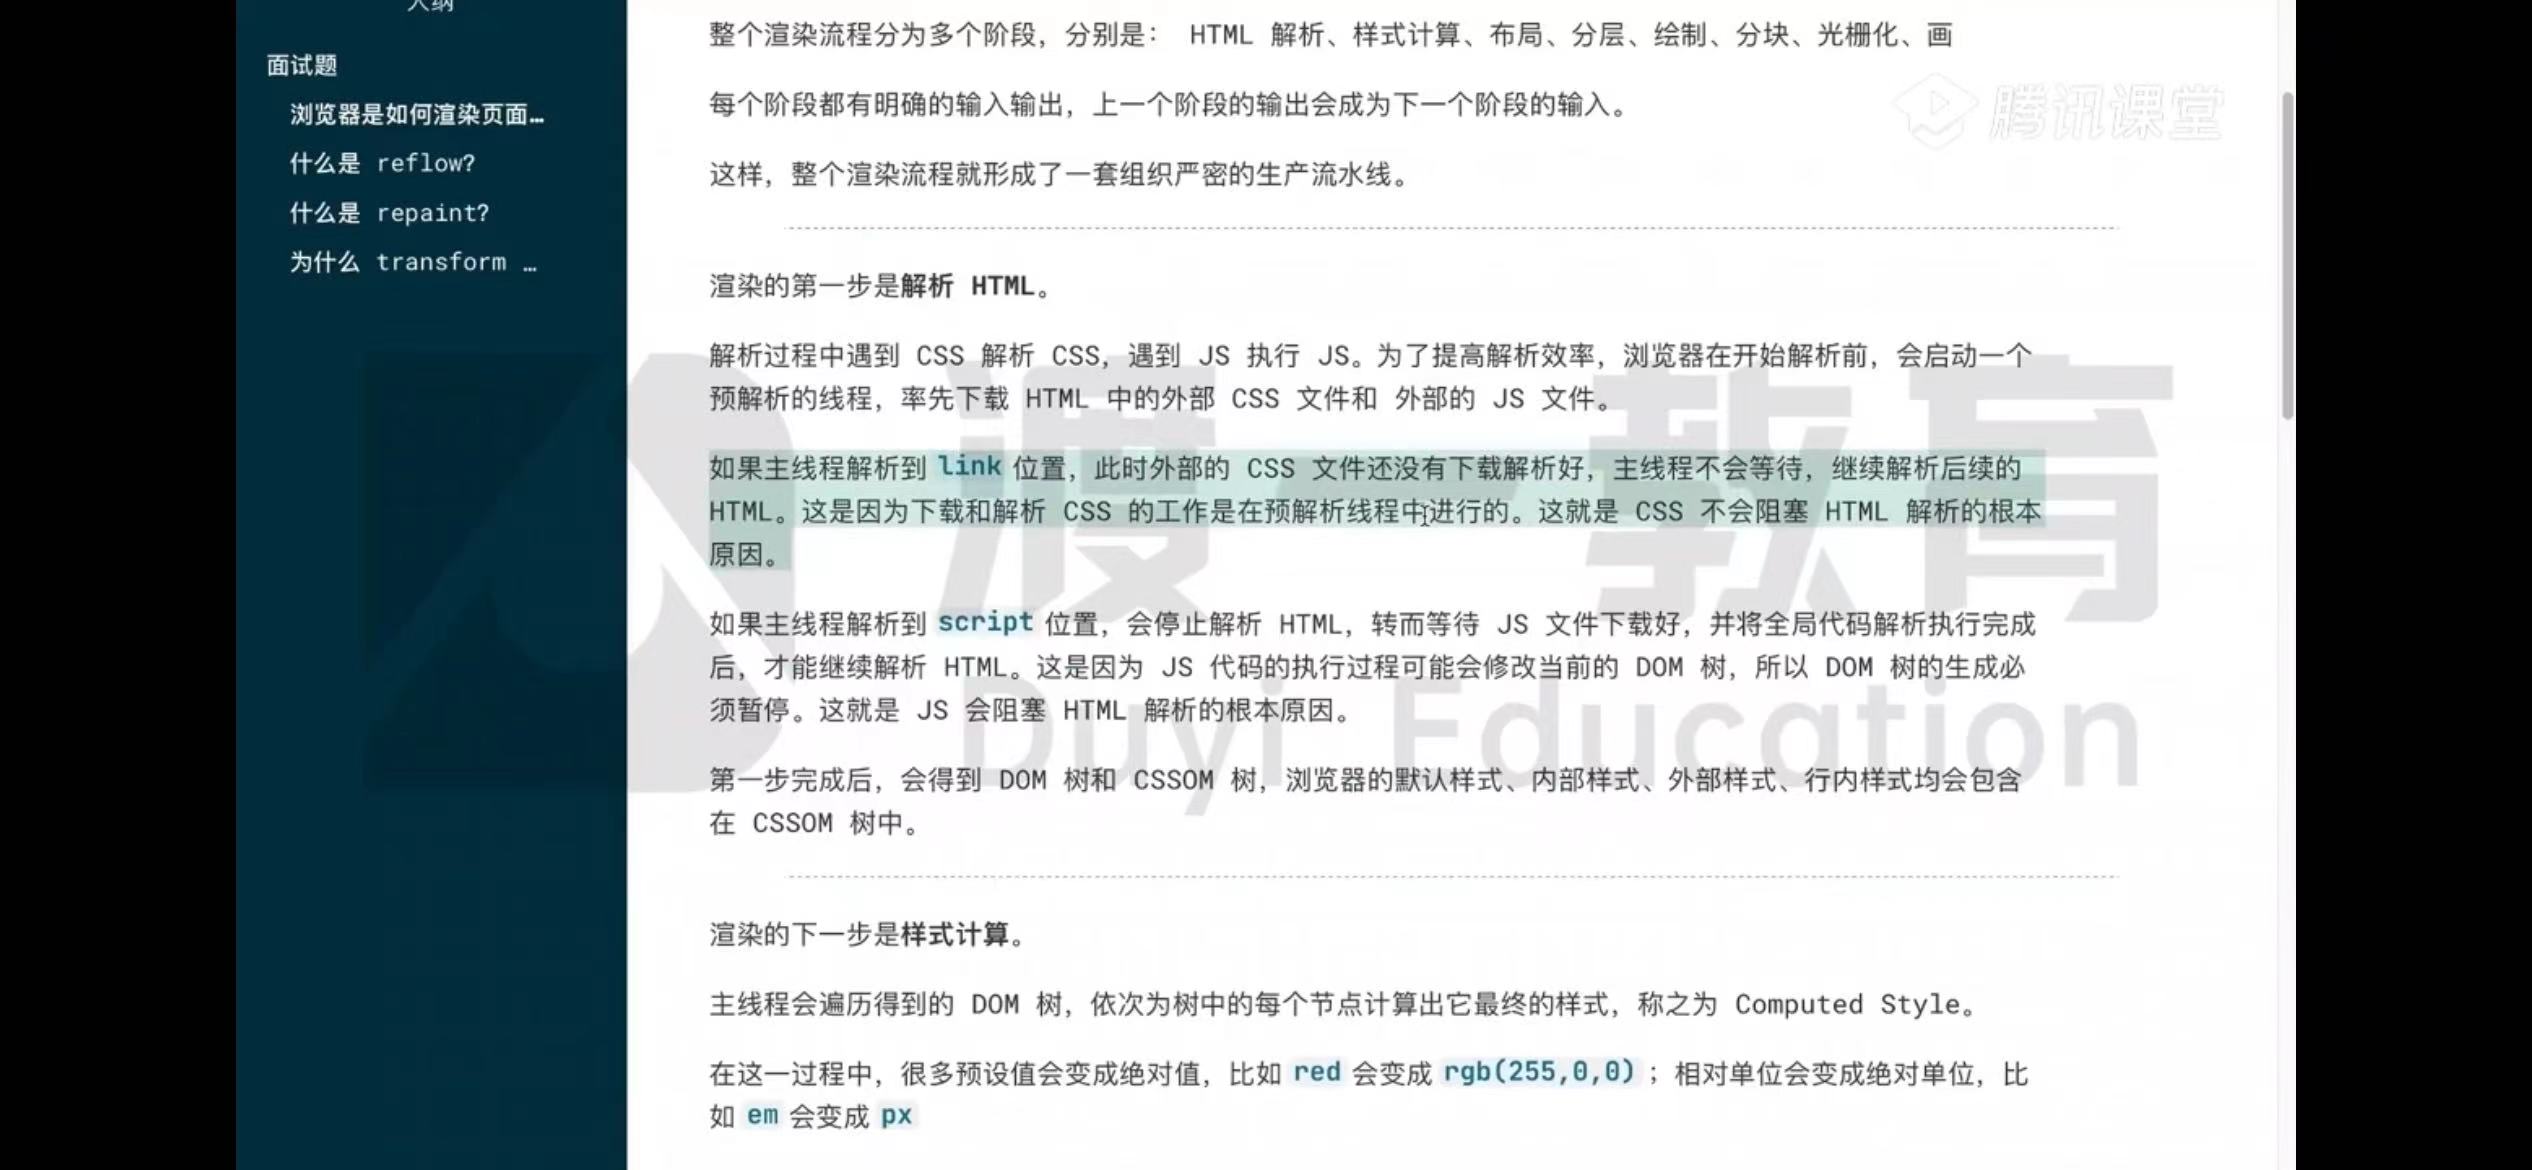 大纲
面试题
浏览器是如何渲染页面…
什么是 reflow?
什么是 repaint?
为什么 transform …
整个渲染流程分为多个阶段，分别是： HTML 解析、样式计算、布局、分层、绘制、分块、光栅化、画
每个阶段都有明确的输入输出，上一个阶段的输出会成为下一个阶段的输入。
这样，整个渲染流程就形成了一套组织严密的生产流水线。
渲染的第一步是解析 HTML。
解析过程中遇到 CSS 解析 CSS，遇到 JS 执行 JS。为了提高解析效率，浏览器在开始解析前，会启动一个
预解析的线程，率先下载 HTML 中的外部 CSS 文件和 外部的 JS 文件。
如果主线程解析到 link 位置，此时外部的 CSS 文件还没有下载解析好，主线程不会等待，继续解析后续的
HTML。这是因为下载和解析 CSS 的工作是在预解析线程中进行的。这就是 CSS 不会阻塞 HTML 解析的根本
原因。
如果主线程解析到 script 位置，会停止解析 HTML，转而等待 JS 文件下载好，并将全局代码解析执行完成
后，才能继续解析 HTML。这是因为 JS 代码的执行过程可能会修改当前的 DOM 树，所以 DOM 树的生成必
须暂停。这就是 JS 会阻塞 HTML 解析的根本原因。
第一步完成后，会得到 DOM 树和 CSSOM 树，浏览器的默认样式、内部样式、外部样式、行内样式均会包含
在 CSSOM 树中。
渲染的下一步是样式计算。
主线程会遍历得到的 DOM 树，依次为树中的每个节点计算出它最终的样式，称之为 Computed Style。
在这一过程中，很多预设值会变成绝对值，比如 red 会变成 rgb(255,0,0)；相对单位会变成绝对单位，比
如 em 会变成 px
腾讯课堂
渡一教育
Duyi Education